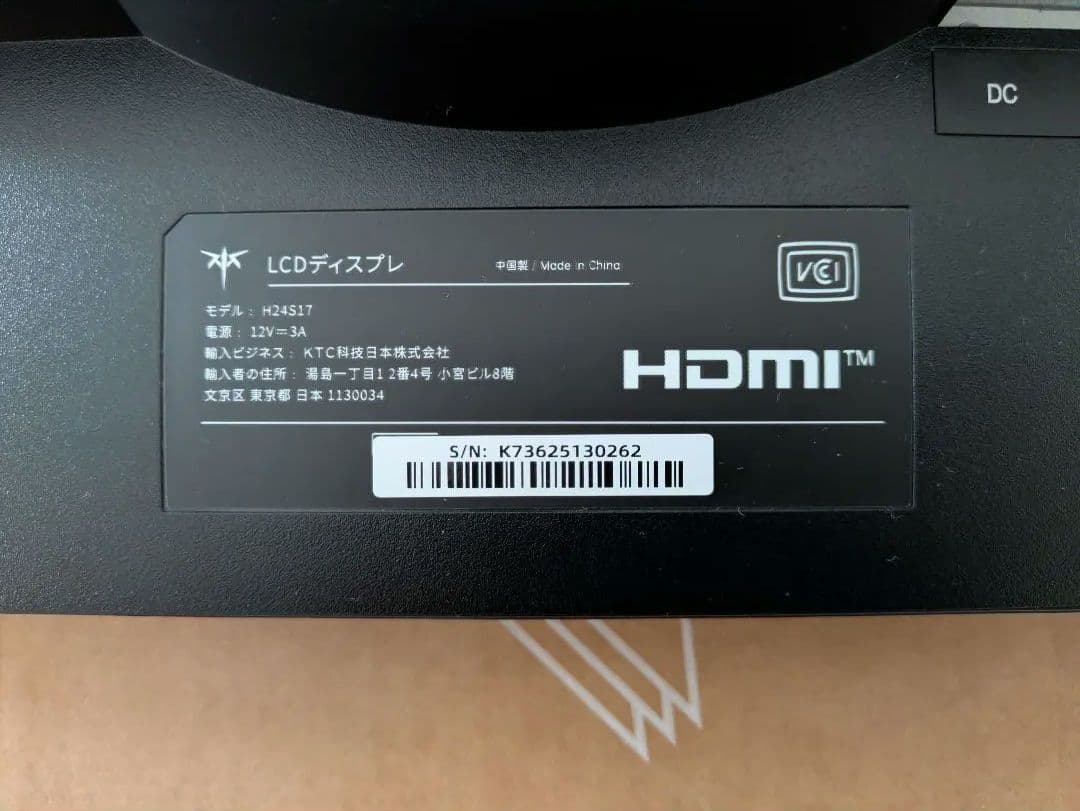 DC
LCDディスプレ
中国製 / Made in China
VCCI
モデル： H24S17
電源： 12V⎓3A
輸入ビジネス： KTC科技日本株式会社
輸入者の住所： 湯島一丁目1 2番4号 小宮ビル8階
文京区 東京都 日本 1130034
HDMI™
S/N: K73625130262